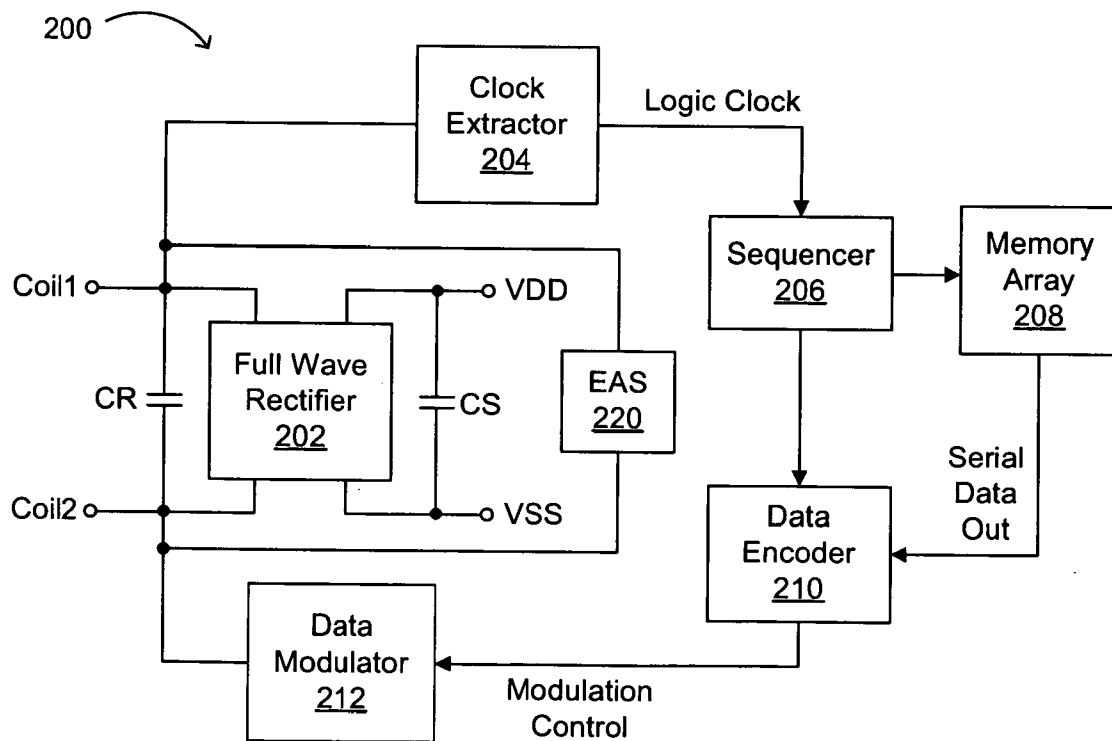 200
Clock
Extractor
204
Logic Clock
Sequencer
206
Memory
Array
208
Coil1
VDD
Full Wave
Rectifier
202
CR
CS
EAS
220
Coil2
VSS
Serial
Data
Out
Data
Encoder
210
Data
Modulator
212
Modulation
Control